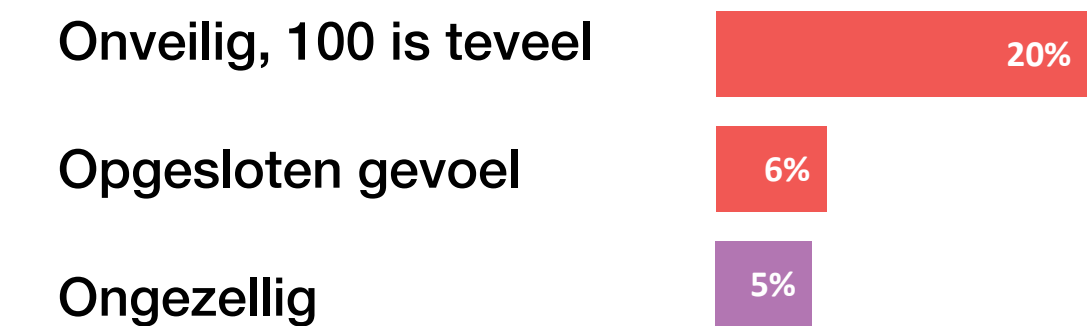 Onveilig, 100 is teveel 20%
Opgesloten gevoel 6%
Ongezellig 5%